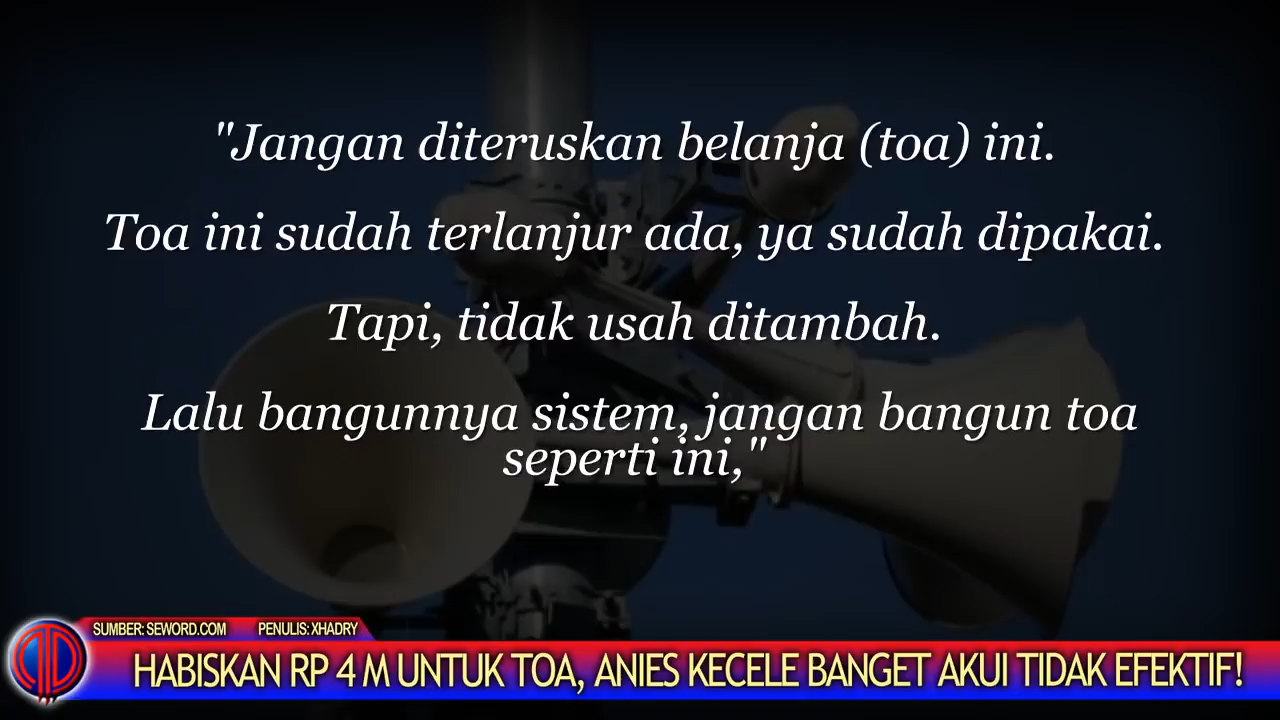 "Jangan diteruskan belanja (toa) ini.
Toa ini sudah terlanjur ada, ya sudah dipakai.
Tapi, tidak usah ditambah.
Lalu bangunnya sistem, jangan bangun toa
seperti ini,"
SUMBER: SEWORD.COM PENULIS: XHADRY
HABISKAN RP 4 M UNTUK TOA, ANIES KECELE BANGET AKUI TIDAK EFEKTIF!